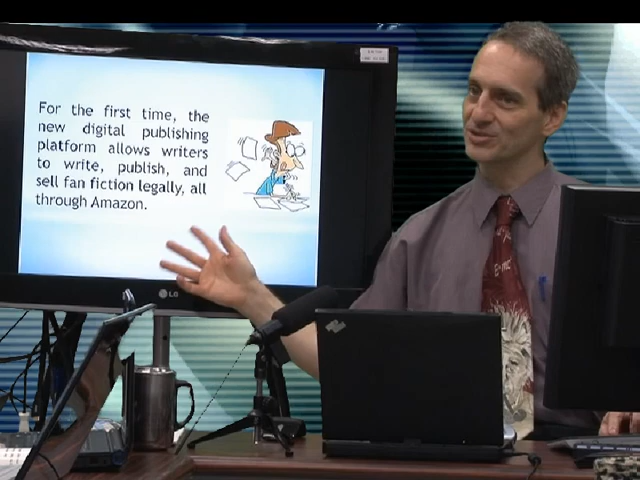 For the first time, the
new digital publishing
platform allows writers
to write, publish, and
sell fan fiction legally, all
through Amazon.
LG